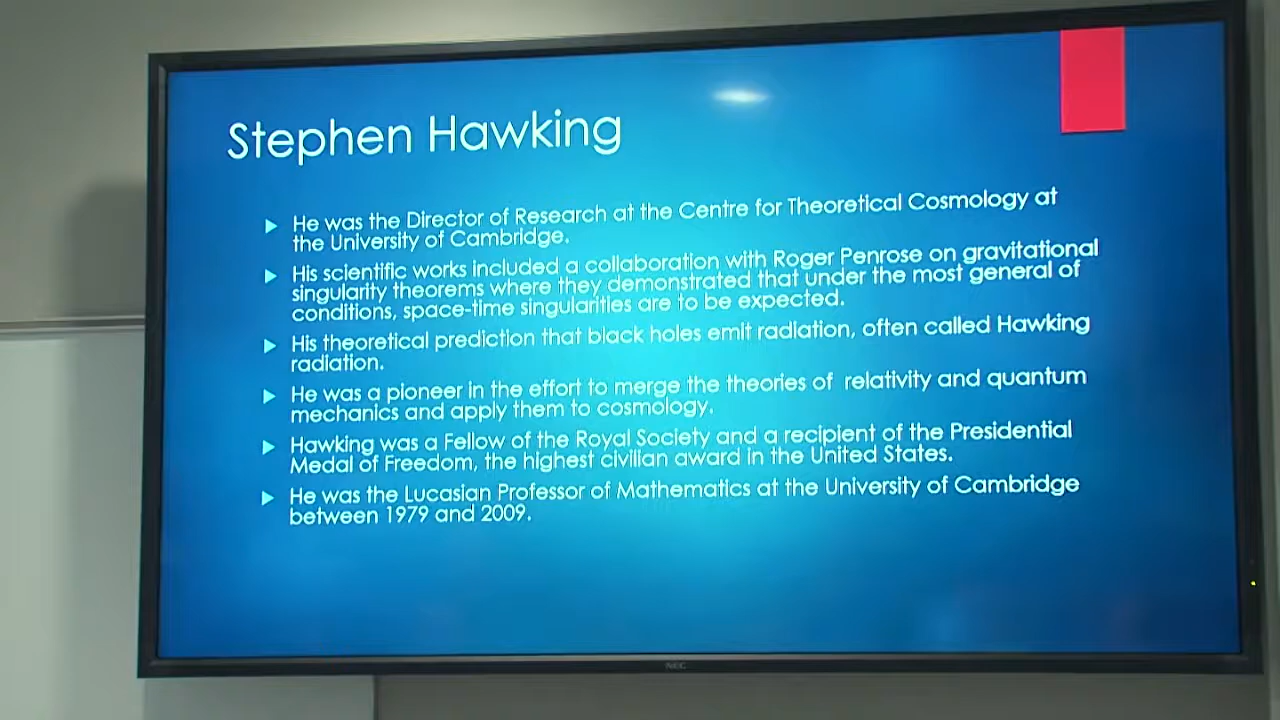 Stephen Hawking
He was the Director of Research at the Centre for Theoretical Cosmology at
the University of Cambridge.
His scientific works included a collaboration with Roger Penrose on gravitational
singularity theorems where they demonstrated that under the most general of
conditions, space-time singularities are to be expected.
His theoretical prediction that black holes emit radiation, often called Hawking
radiation.
He was a pioneer in the effort to merge the theories of relativity and quantum
mechanics and apply them to cosmology.
Hawking was a Fellow of the Royal Society and a recipient of the Presidential
Medal of Freedom, the highest civilian award in the United States.
He was the Lucasian Professor of Mathematics at the University of Cambridge
between 1979 and 2009.
NEC